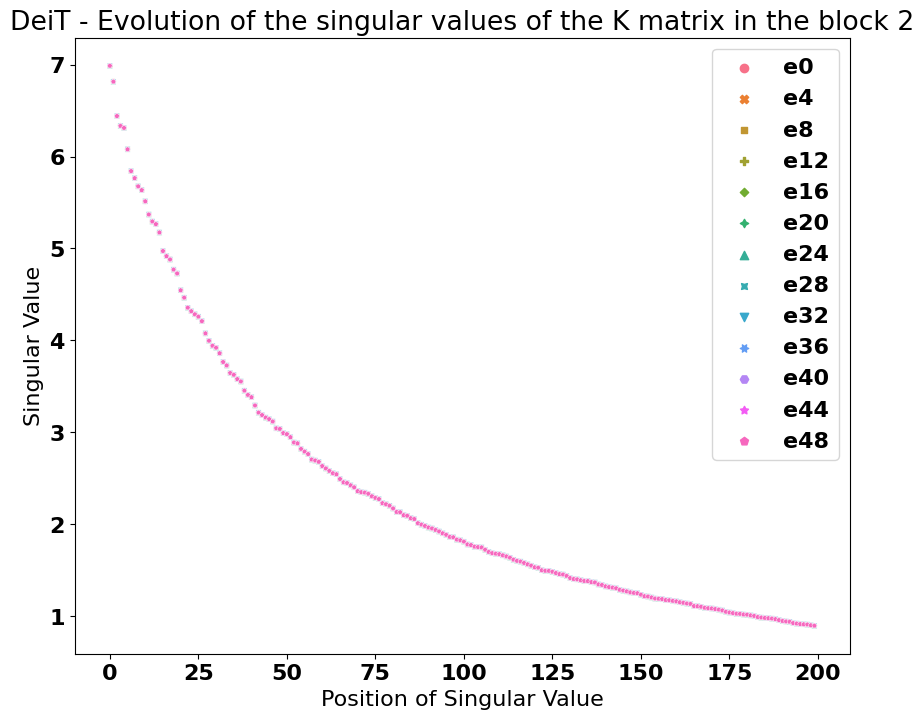 DeiT - Evolution of the singular values of the K matrix in the block 2
7
6
5
4
3
2
1
Singular Value
0 25 50 75 100 125 150 175 200
Position of Singular Value
e0
e4
e8
e12
e16
e20
e24
e28
e32
e36
e40
e44
e48